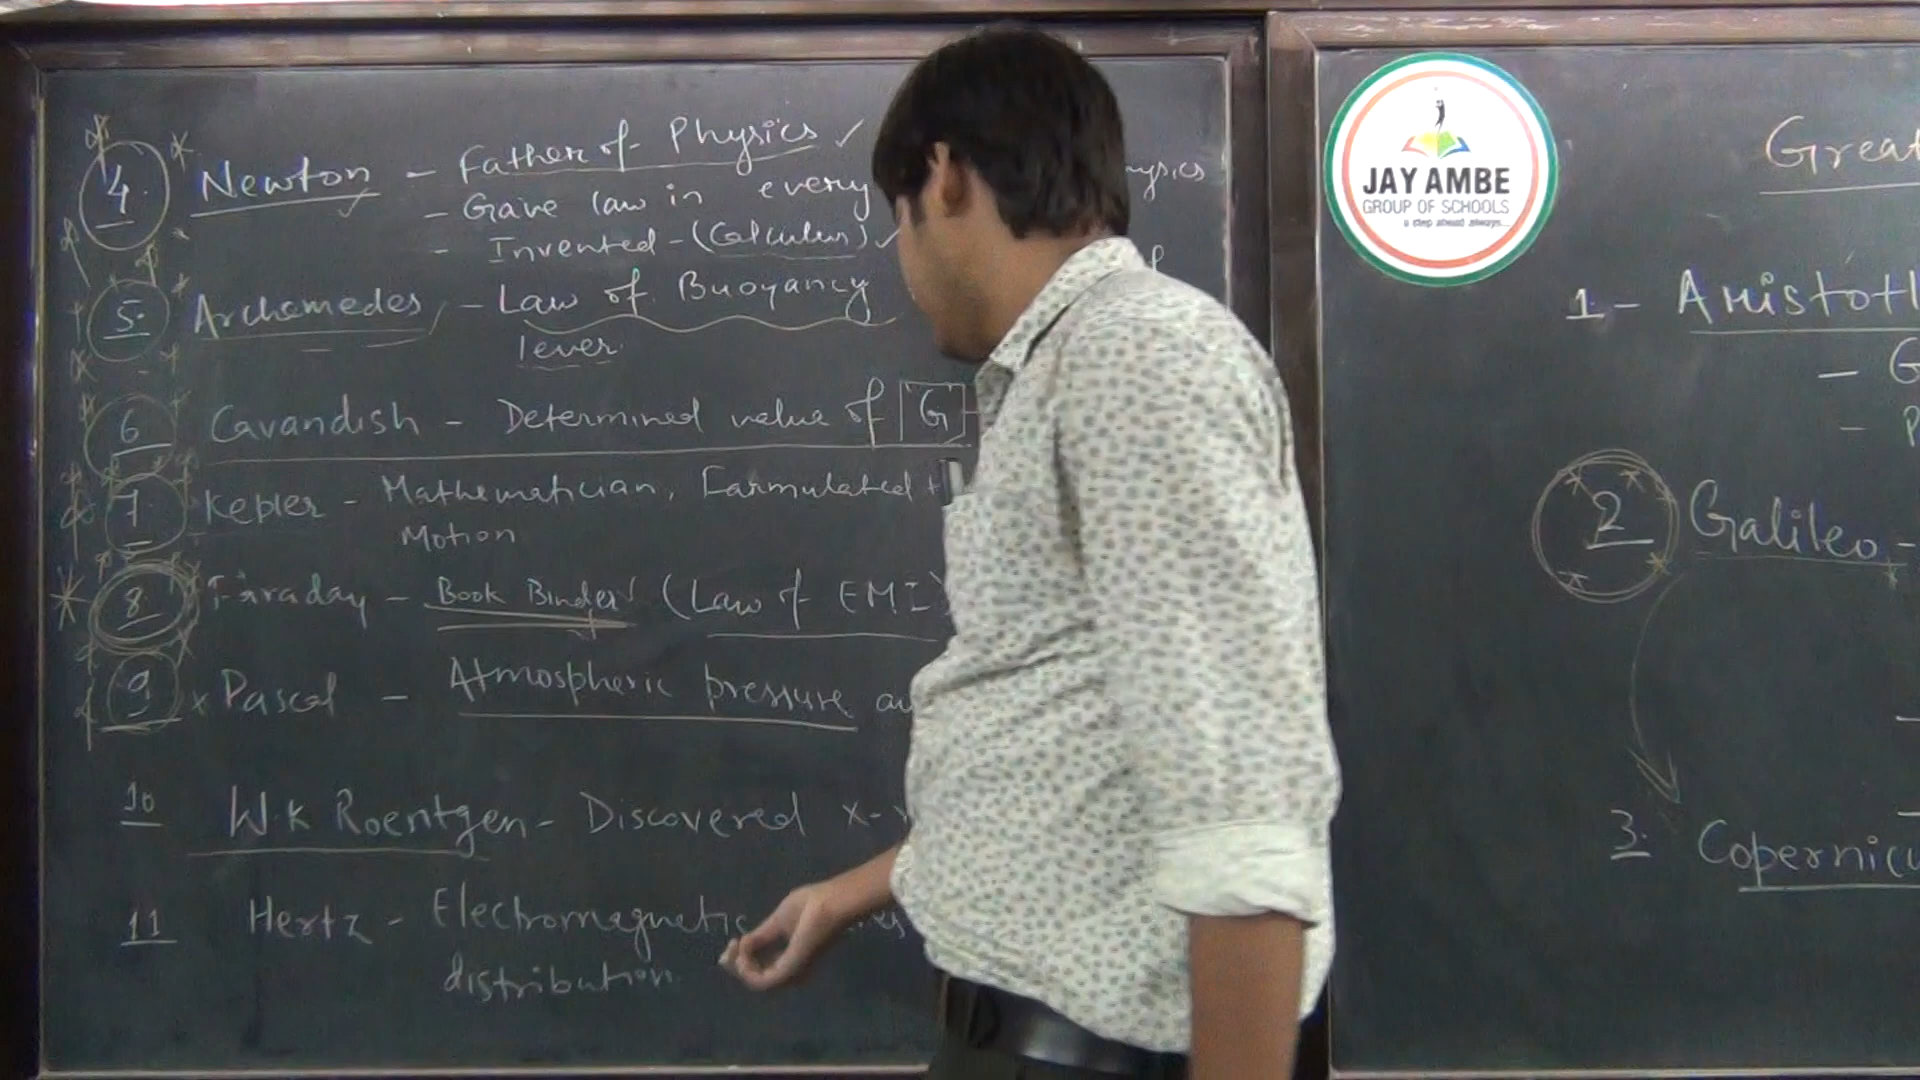 4. Newton - Father of Physics ✓
- Gave law in every
- Invented - (Calculus) ✓
5. Archemedes - Law of Buoyancy
lever.
6 Cavandish - Determined value of G
7. Kepler - Mathematician, Farmulated
Motion
8. Faraday - Book Binder (Law of EMI)
9 Pascal - Atmospheric pressure
10 W.K Roentgen - Discovered X-
11 Hertz - Electromagnetic
distribution
JAY AMBE
GROUP OF SCHOOLS
a step ahead always...
Great
1- Aristotl
- G
- P
2 Galileo -
3. Copernicu